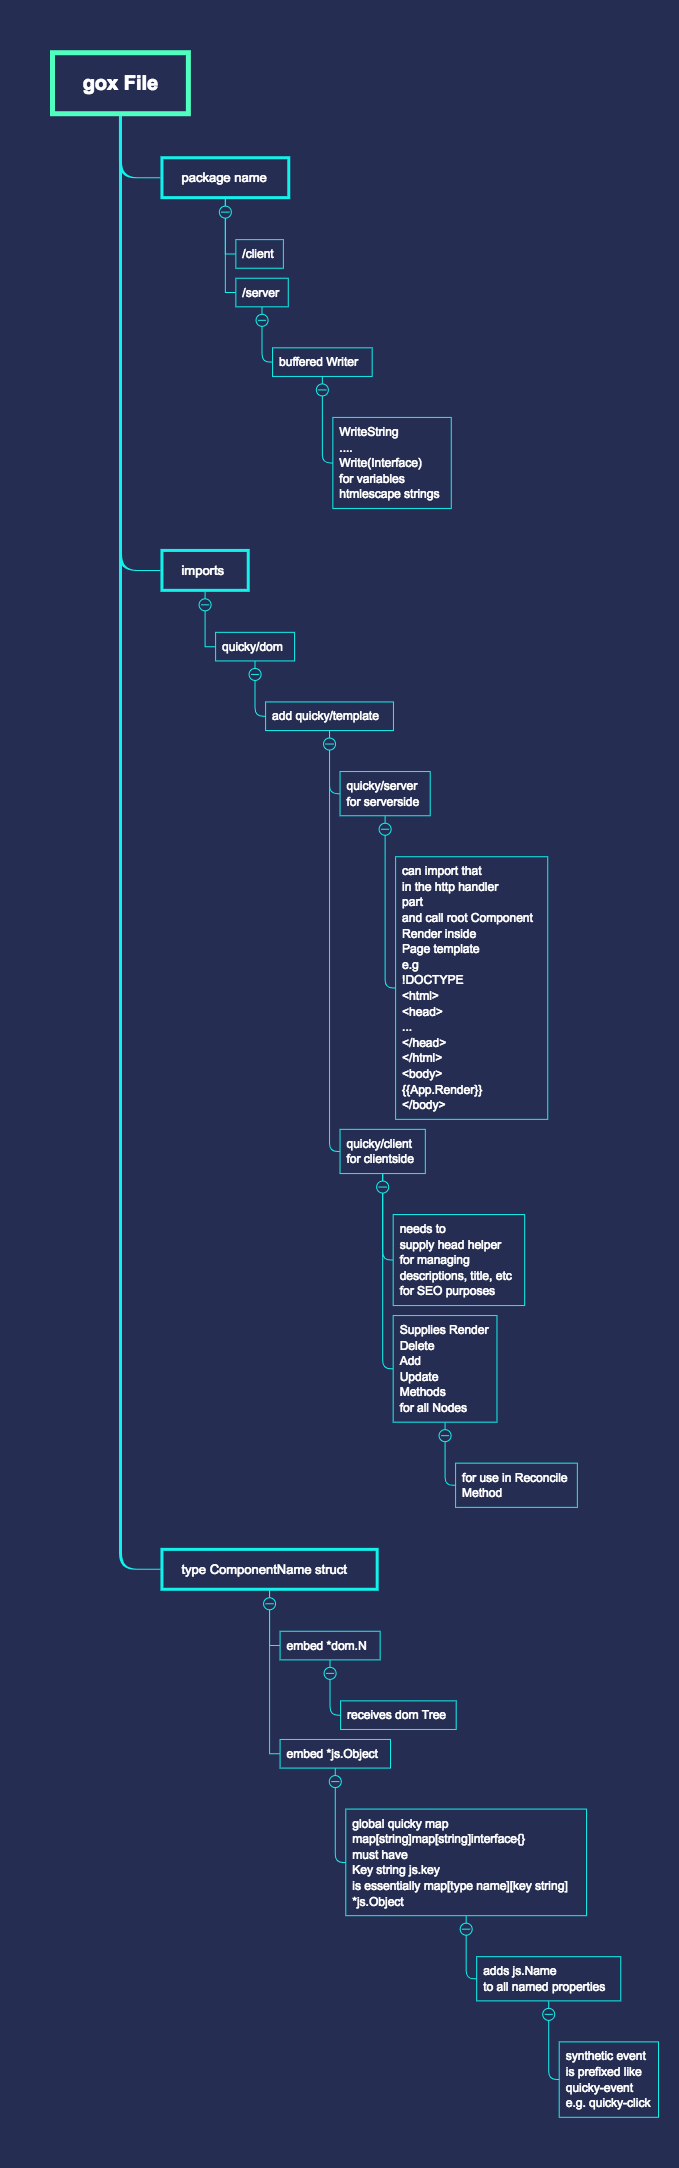 gox File
package name
/client
/server
buffered Writer
WriteString
....
Write(Interface)
for variables
htmlescape strings
imports
quicky/dom
add quicky/template
quicky/server
for serverside
can import that
in the http handler
part
and call root Component
Render inside
Page template
e.g
!DOCTYPE
<html>
<head>
...
</head>
</html>
<body>
{{App.Render}}
</body>
quicky/client
for clientside
needs to
supply head helper
for managing
descriptions, title, etc
for SEO purposes
Supplies Render
Delete
Add
Update
Methods
for all Nodes
for use in Reconcile
Method
type ComponentName struct
embed *dom.N
receives dom Tree
embed *js.Object
global quicky map
map[string]map[string]interface{}
must have
Key string js.key
is essentially map[type name][key string]
*js.Object
adds js.Name
to all named properties
synthetic event
is prefixed like
quicky-event
e.g. quicky-click